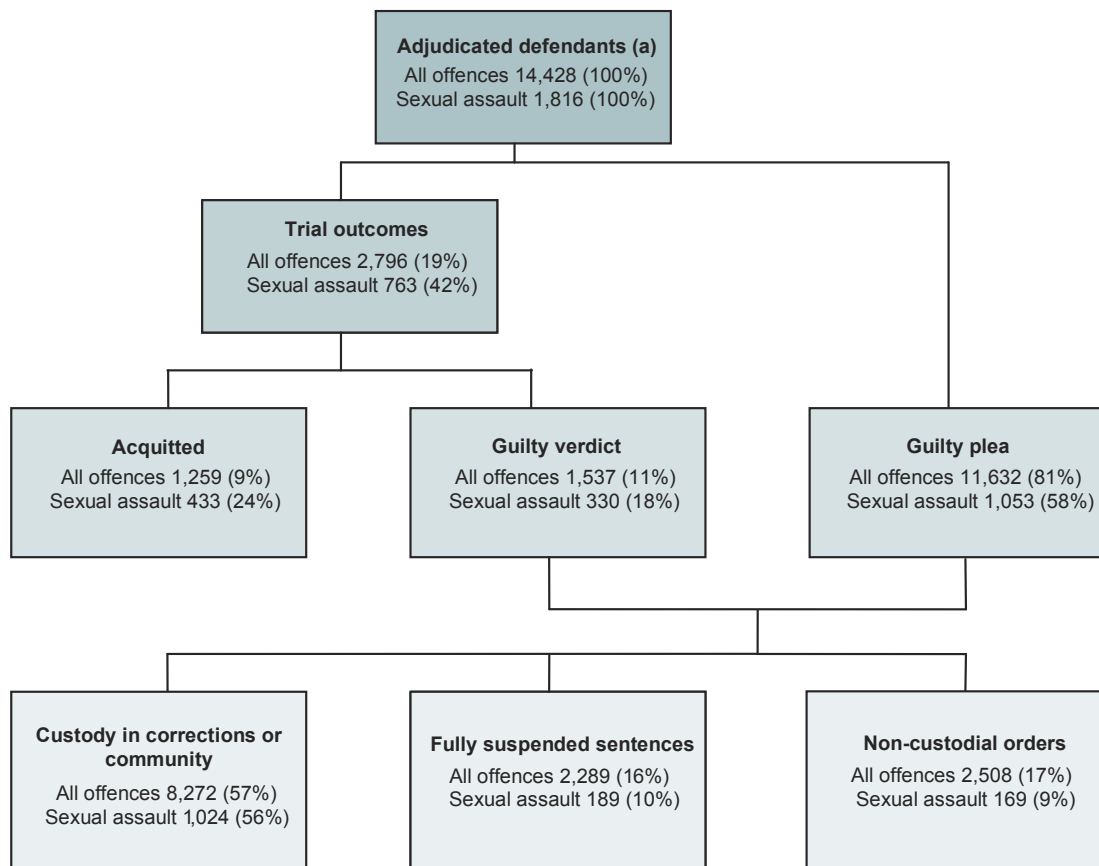 Adjudicated defendants (a)
All offences 14,428 (100%)
Sexual assault 1,816 (100%)
Trial outcomes
All offences 2,796 (19%)
Sexual assault 763 (42%)
Acquitted
All offences 1,259 (9%)
Sexual assault 433 (24%)
Guilty verdict
All offences 1,537 (11%)
Sexual assault 330 (18%)
Guilty plea
All offences 11,632 (81%)
Sexual assault 1,053 (58%)
Custody in corrections or
community
All offences 8,272 (57%)
Sexual assault 1,024 (56%)
Fully suspended sentences
All offences 2,289 (16%)
Sexual assault 189 (10%)
Non-custodial orders
All offences 2,508 (17%)
Sexual assault 169 (9%)